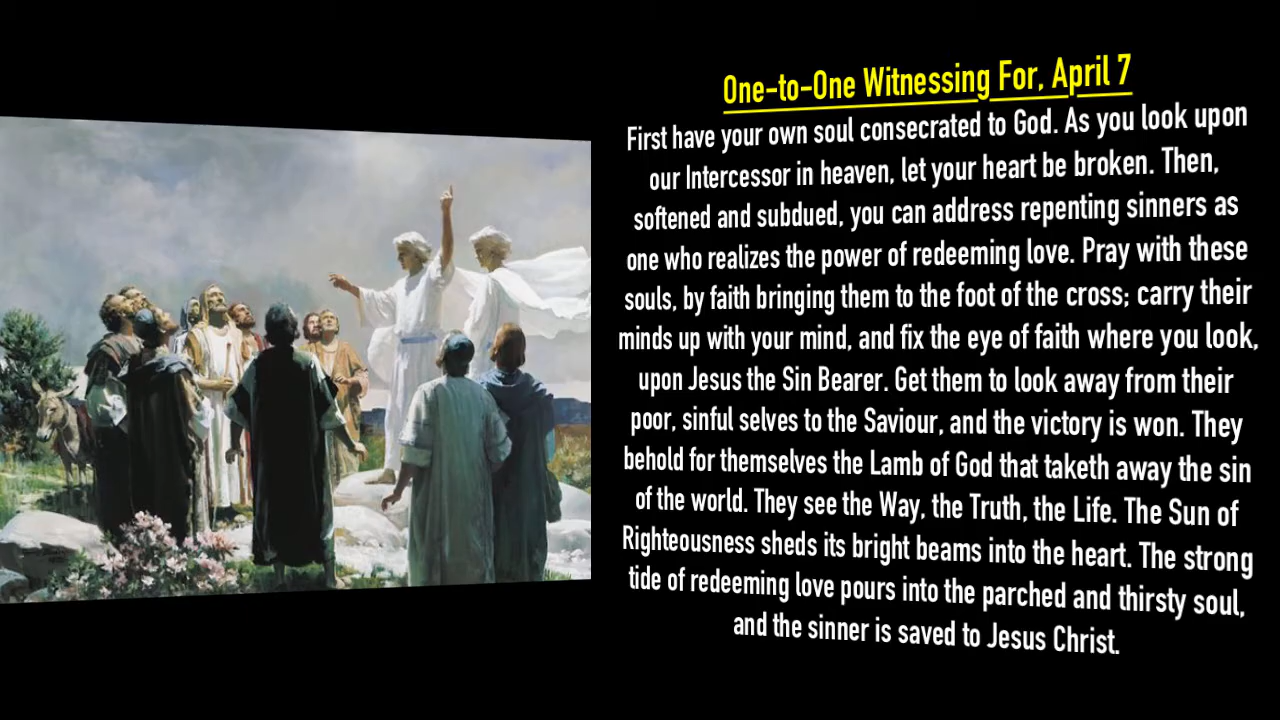 One-to-One Witnessing For, April 7
First have your own soul consecrated to God. As you look upon
our Intercessor in heaven, let your heart be broken. Then,
softened and subdued, you can address repenting sinners as
one who realizes the power of redeeming love. Pray with these
souls, by faith bringing them to the foot of the cross; carry their
minds up with your mind, and fix the eye of faith where you look,
upon Jesus the Sin Bearer. Get them to look away from their
poor, sinful selves to the Saviour, and the victory is won. They
behold for themselves the Lamb of God that taketh away the sin
of the world. They see the Way, the Truth, the Life. The Sun of
Righteousness sheds its bright beams into the heart. The strong
tide of redeeming love pours into the parched and thirsty soul,
and the sinner is saved to Jesus Christ.